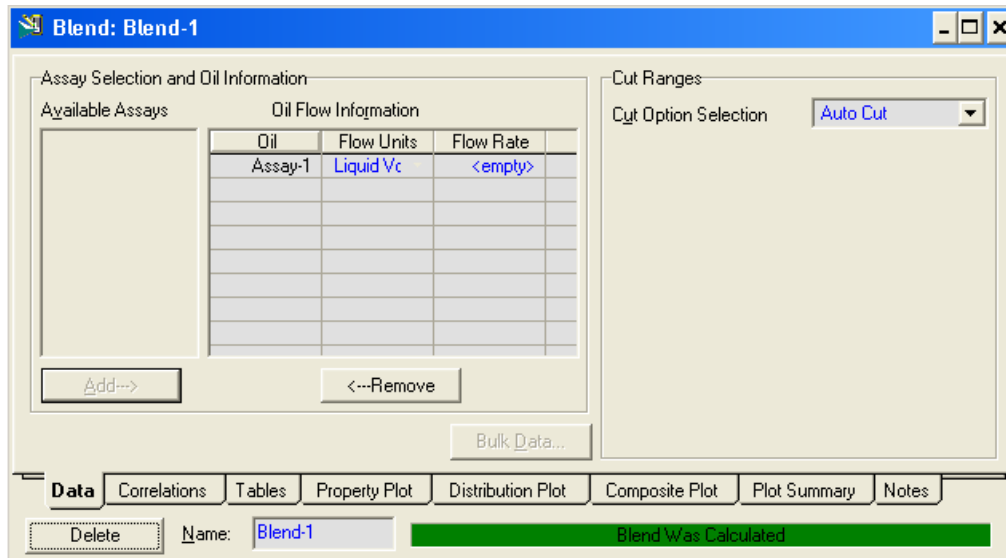 Blend: Blend-1
Assay Selection and Oil Information
Available Assays
Oil Flow Information
Oil Flow Units Flow Rate
Assay-1 Liquid Vc <empty>
Add--->
<---Remove
Bulk Data...
Cut Ranges
Cut Option Selection Auto Cut
Data Correlations Tables Property Plot Distribution Plot Composite Plot Plot Summary Notes
Delete Name: Blend-1 Blend Was Calculated